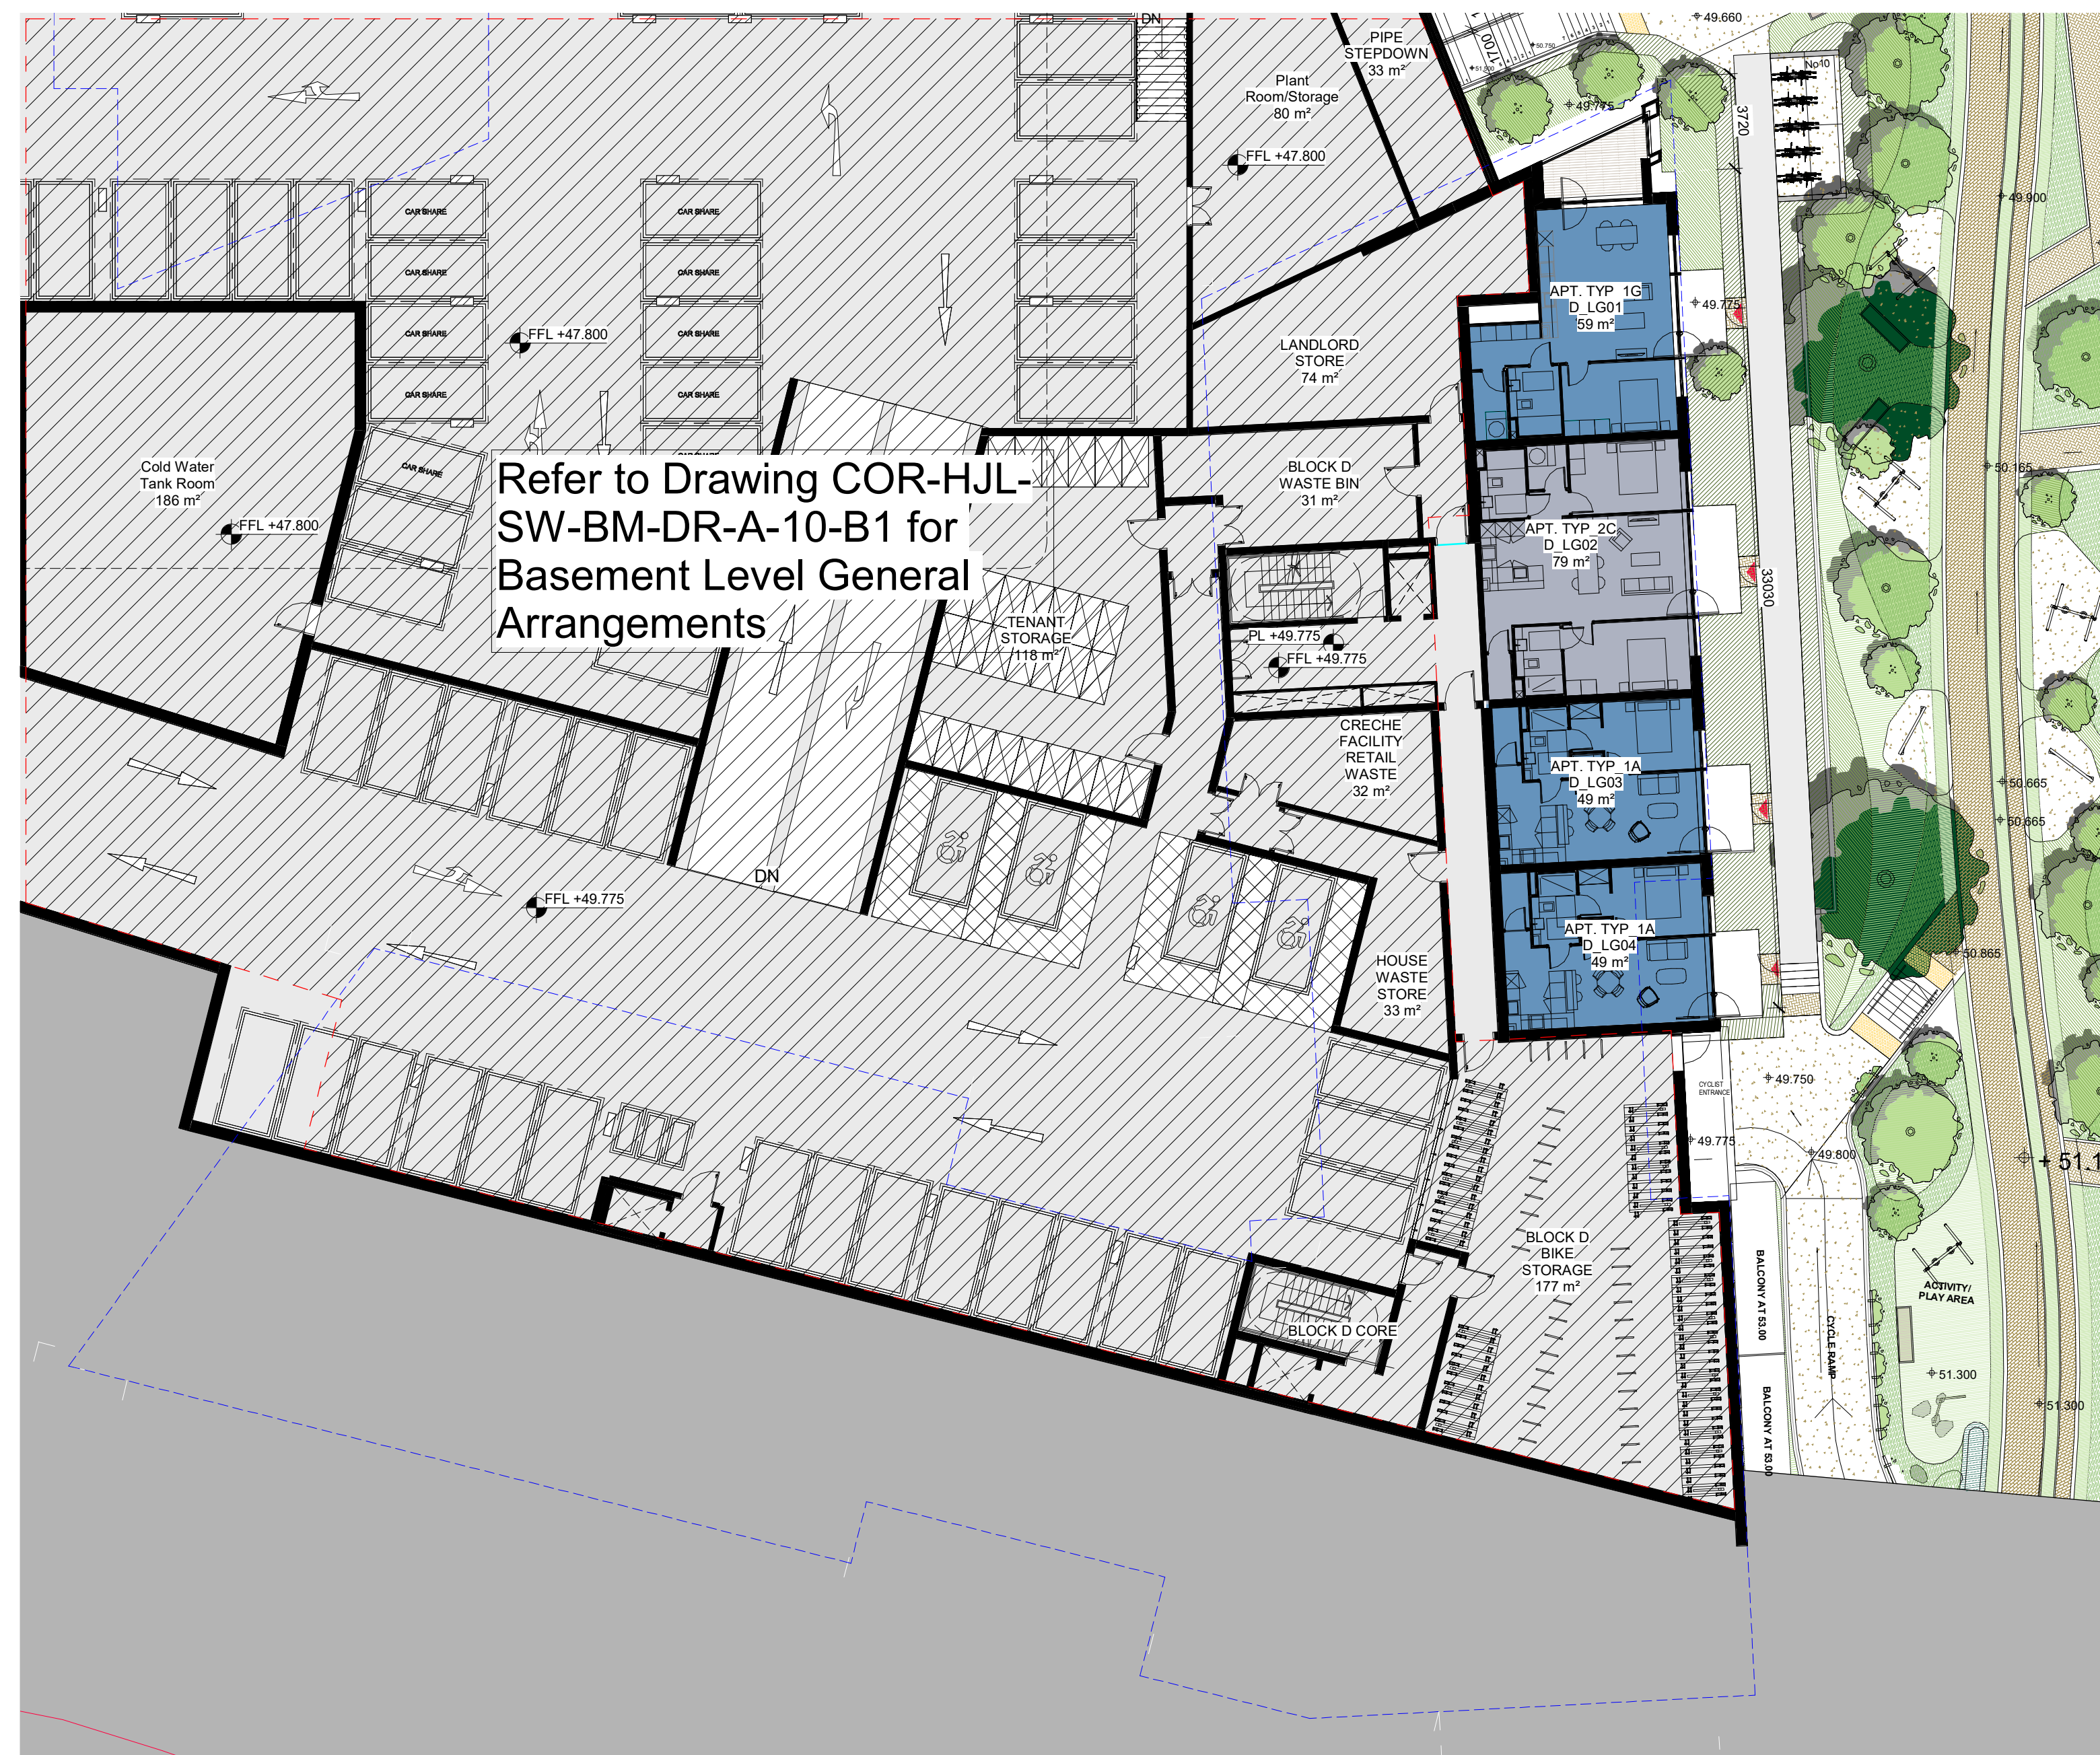 DN
49.660
PIPE
STEPDOWN
33 m²
17700
50.750
51.500
No10
Plant
Room/Storage
80 m²
49.775
3720
FFL +47.800
49.900
CAR SHARE
CAR SHARE
CAR SHARE
CAR SHARE
APT. TYP_1G
D_LG01
59 m²
49.775
CAR SHARE
CAR SHARE
FFL +47.800
LANDLORD
STORE
74 m²
CAR SHARE
CAR SHARE
CAR SHARE
Cold Water
Tank Room
186 m²
FFL +47.800
Refer to Drawing COR-HJL-
SW-BM-DR-A-10-B1 for
Basement Level General
Arrangements
BLOCK D
WASTE BIN
31 m²
50.165
APT. TYP_2C
D_LG02
79 m²
33030
TENANT
STORAGE
118 m²
PL +49.775
FFL +49.775
CRECHE
FACILITY
RETAIL
WASTE
32 m²
APT. TYP_1A
D_LG03
49 m²
50.665
50.665
DN
FFL +49.775
APT. TYP_1A
D_LG04
49 m²
50.865
HOUSE
WASTE
STORE
33 m²
CYCLIST
ENTRANCE
49.750
49.775
49.800
+ 51.1
BLOCK D
BIKE
STORAGE
177 m²
BALCONY AT 53.00
ACTIVITY/
PLAY AREA
BLOCK D CORE
CYCLE RAMP
51.300
BALCONY AT 53.00
51.300